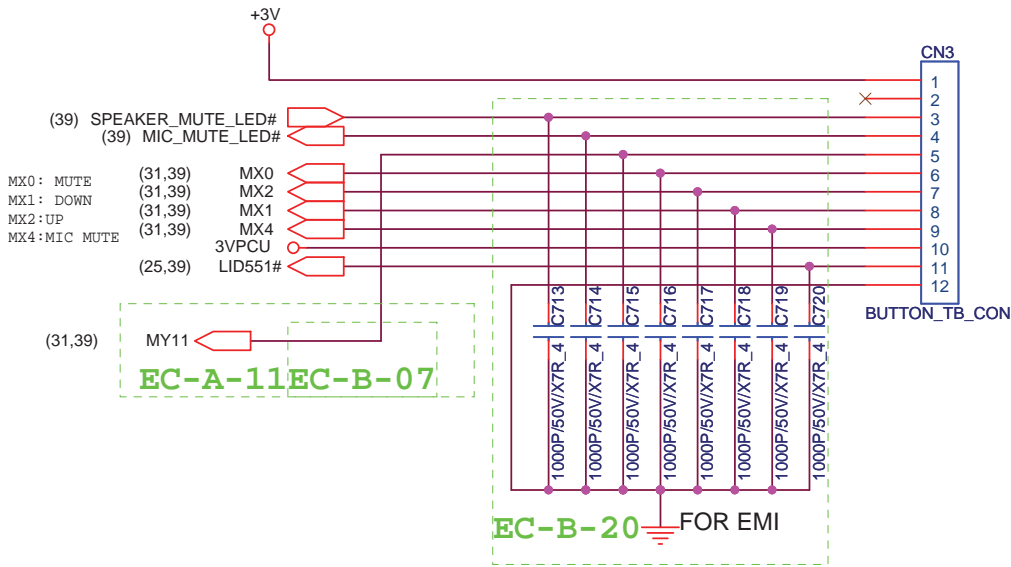 +3V
CN3
1
2
(39) SPEAKER_MUTE_LED# 3
(39) MIC_MUTE_LED# 4
5
MX0: MUTE (31,39) MX0 6
MX1: DOWN (31,39) MX2 7
MX2:UP (31,39) MX1 8
MX4:MIC MUTE (31,39) MX4 9
3VPCU 10
(25,39) LID551# 11
12
BUTTON_TB_CON
C713 C714 C715 C716 C717 C718 C719 C720
(31,39) MY11
EC-A-11 EC-B-07
1000P/50V/X7R_4 1000P/50V/X7R_4 1000P/50V/X7R_4 1000P/50V/X7R_4 1000P/50V/X7R_4 1000P/50V/X7R_4 1000P/50V/X7R_4 1000P/50V/X7R_4
EC-B-20 FOR EMI